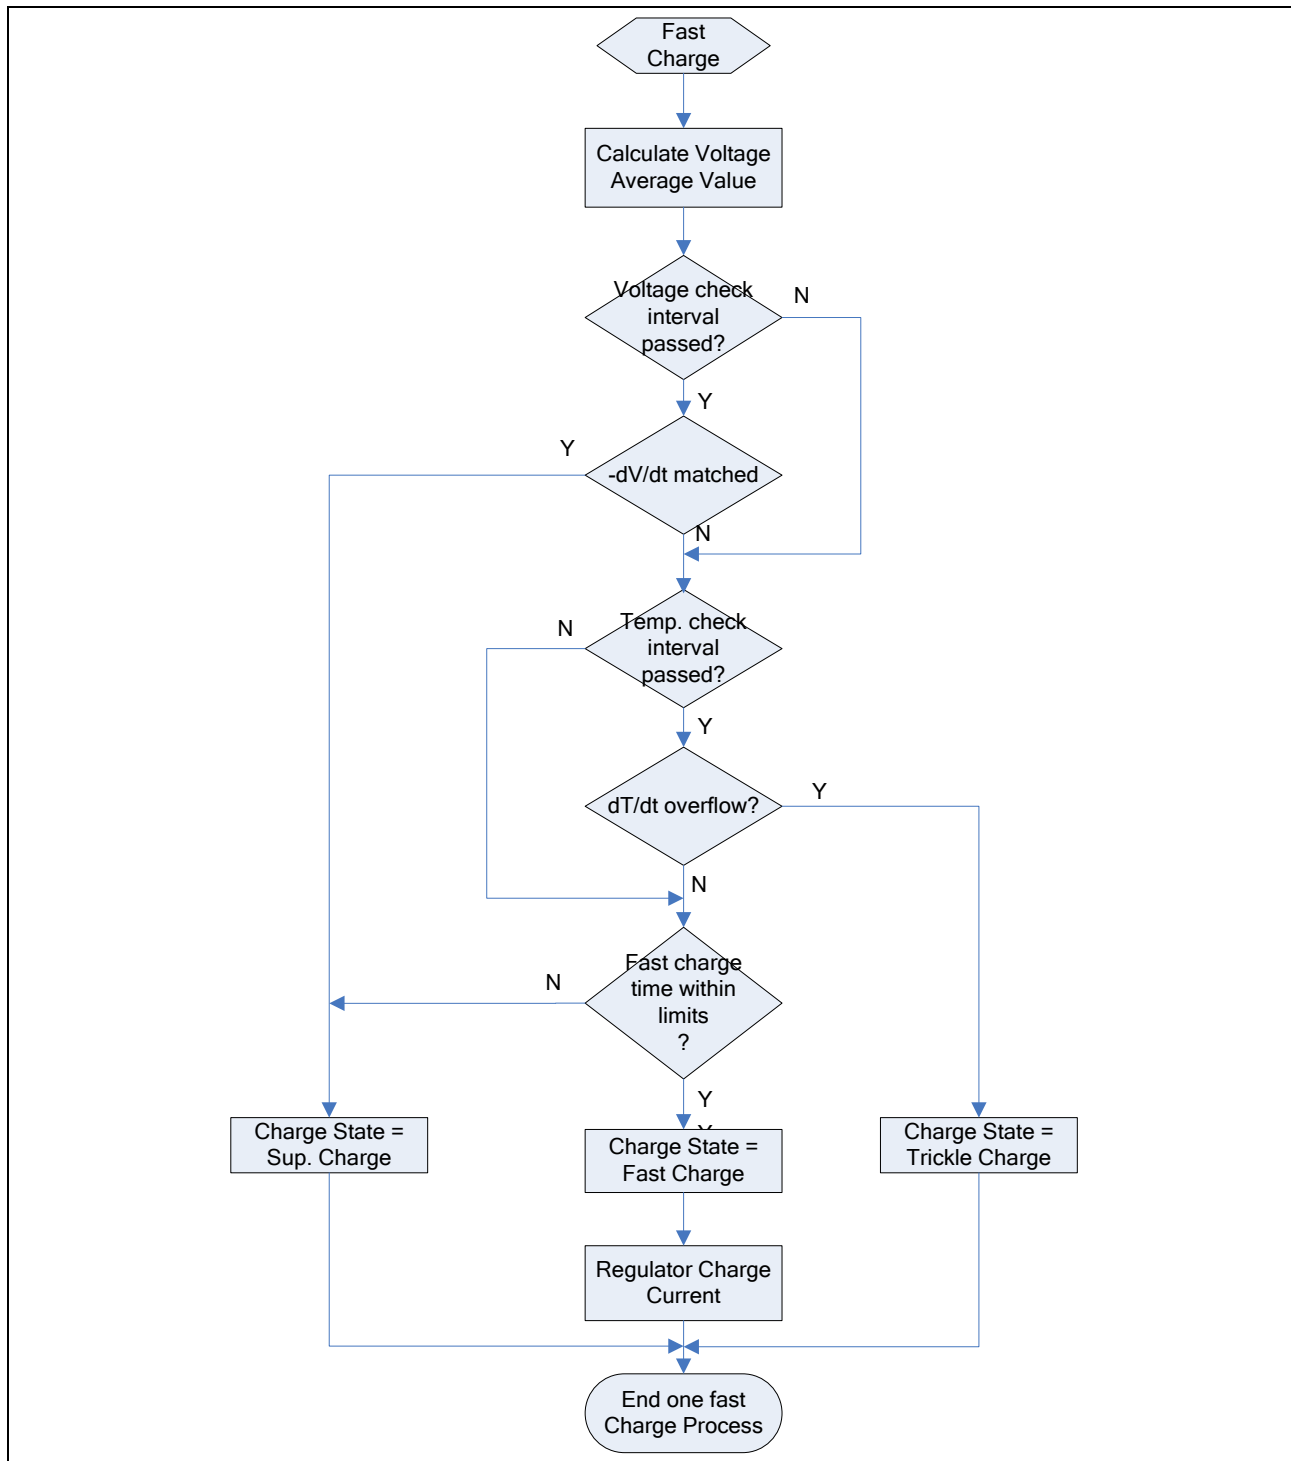 Fast
Charge
Calculate Voltage
Average Value
Voltage check
interval
passed?
N
Y
-dV/dt matched
Y
N
Temp. check
interval
passed?
N
Y
dT/dt overflow?
Y
N
Fast charge
time within
limits
?
N
Y
Charge State =
Sup. Charge
Charge State =
Fast Charge
Charge State =
Trickle Charge
Regulator Charge
Current
End one fast
Charge Process